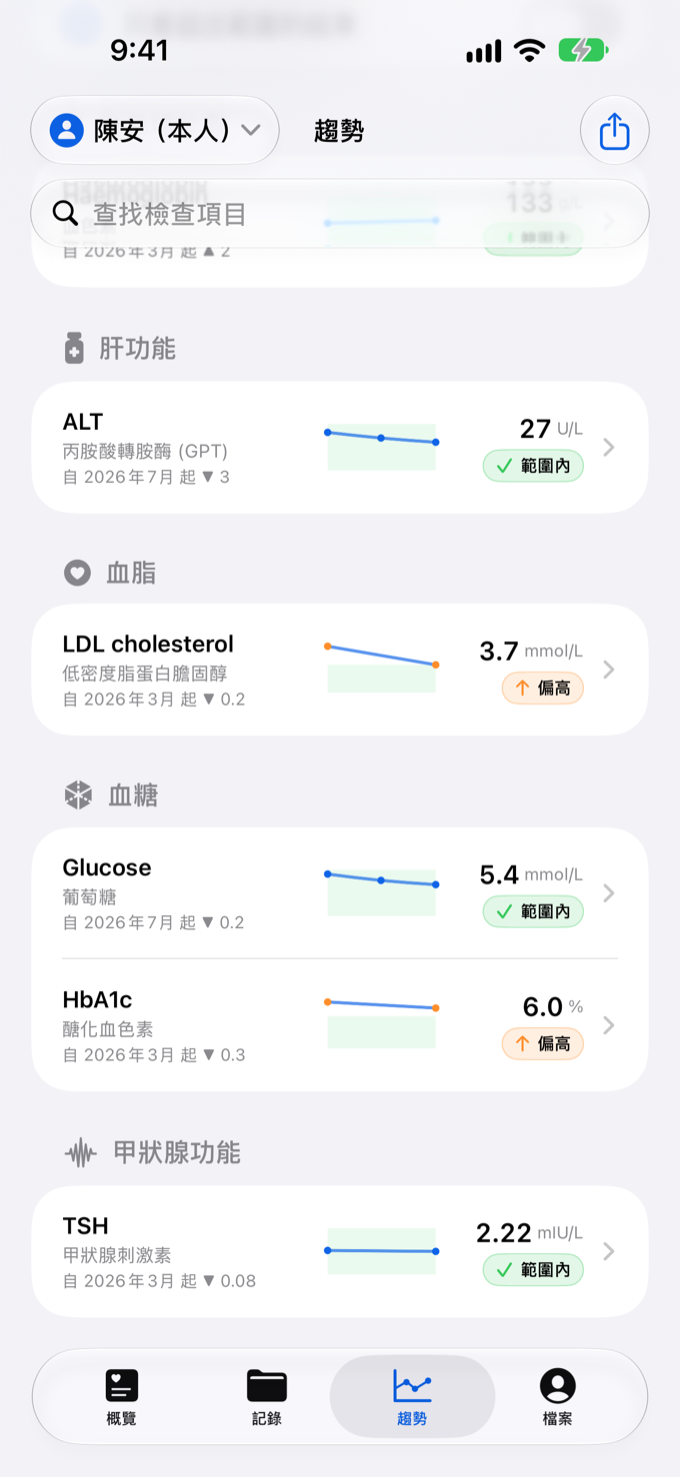 9:41
陳安（本人）
趨勢
查找檢查項目
133
自 2026年3月 起 ▲ 2
肝功能
ALT
丙胺酸轉胺酶 (GPT)
自 2026年7月 起 ▼ 3
27 U/L
範圍內
血脂
LDL cholesterol
低密度脂蛋白膽固醇
自 2026年3月 起 ▼ 0.2
3.7 mmol/L
偏高
血糖
Glucose
葡萄糖
自 2026年7月 起 ▼ 0.2
5.4 mmol/L
範圍內
HbA1c
醣化血色素
自 2026年3月 起 ▼ 0.3
6.0 %
偏高
甲狀腺功能
TSH
甲狀腺刺激素
自 2026年3月 起 ▼ 0.08
2.22 mIU/L
範圍內
概覽
記錄
趨勢
檔案